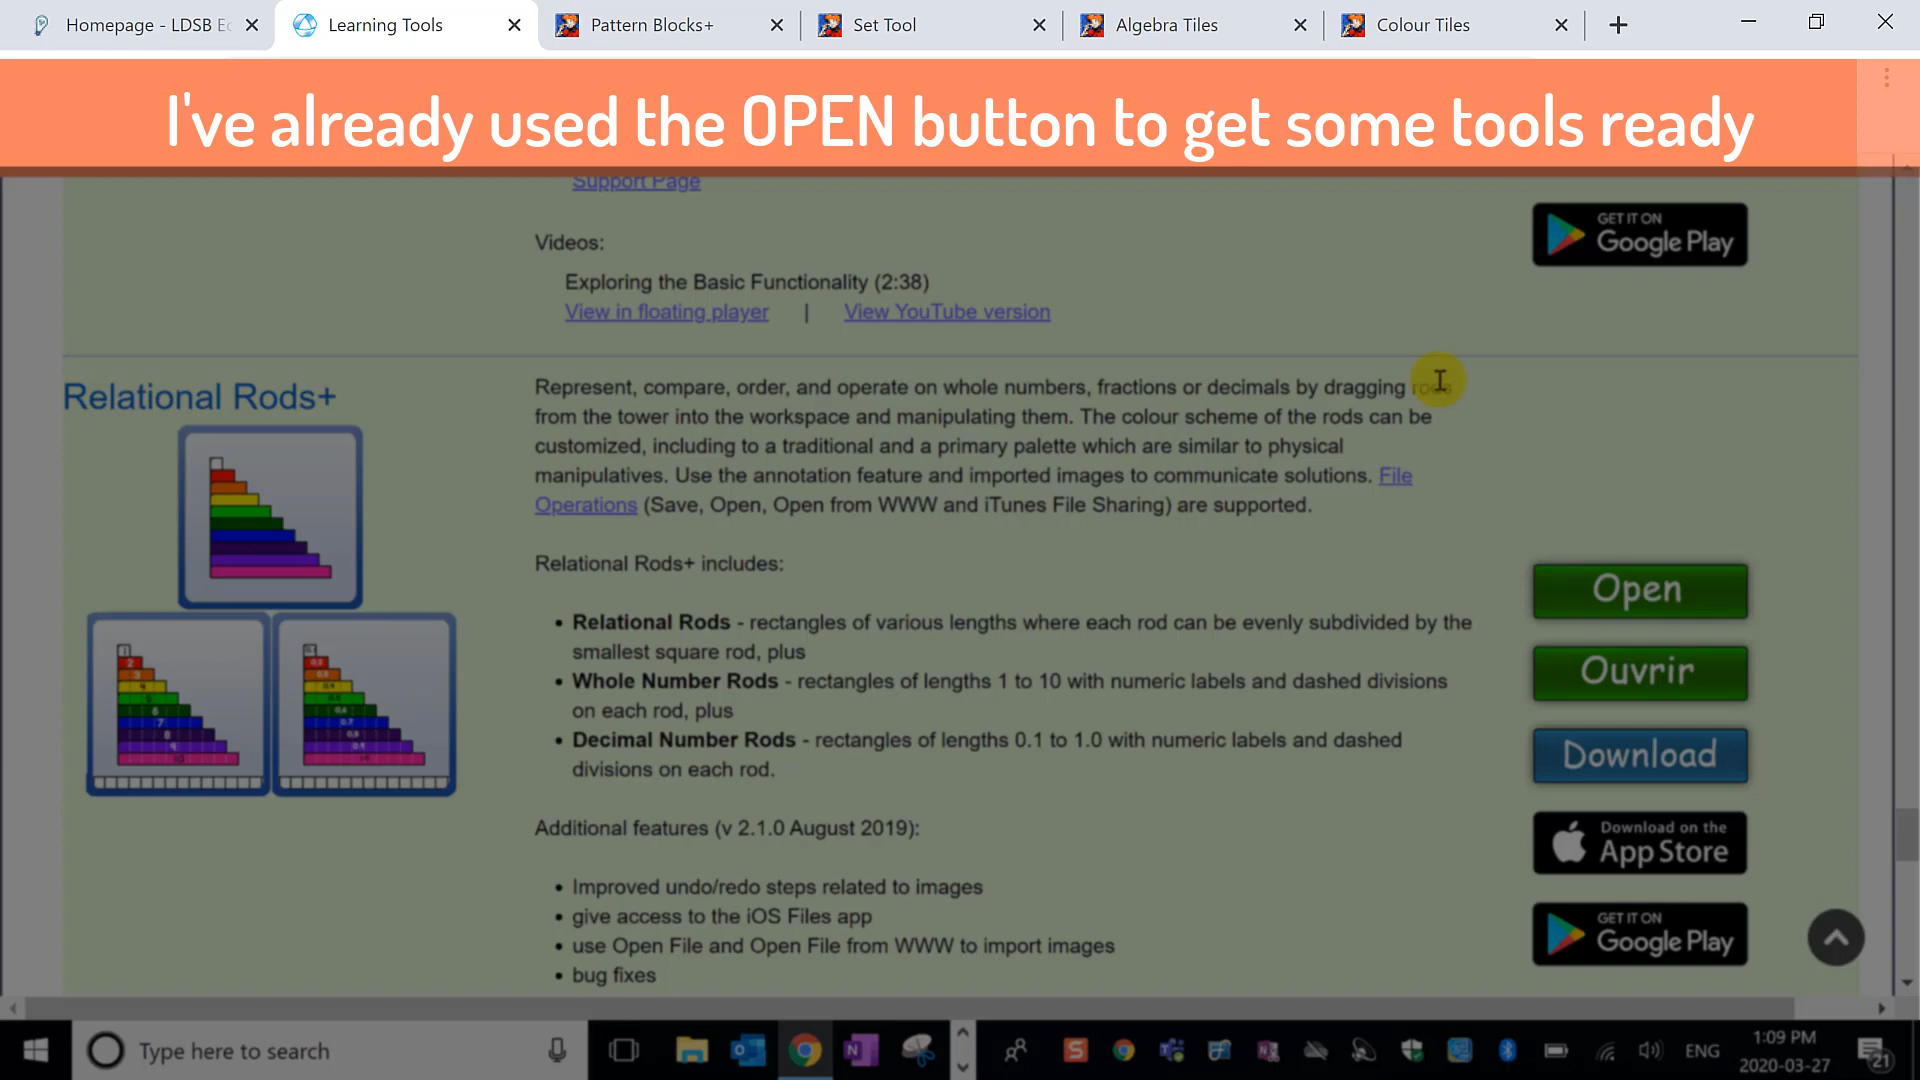 Homepage - LDSB Ec
Learning Tools
Pattern Blocks+
Set Tool
Algebra Tiles
Colour Tiles
I've already used the OPEN button to get some tools ready
Support Page
GET IT ON
Google Play
Videos:
Exploring the Basic Functionality (2:38)
View in floating player | View YouTube version
Relational Rods+
Represent, compare, order, and operate on whole numbers, fractions or decimals by dragging rods
from the tower into the workspace and manipulating them. The colour scheme of the rods can be
customized, including to a traditional and a primary palette which are similar to physical
manipulatives. Use the annotation feature and imported images to communicate solutions. File
Operations (Save, Open, Open from WWW and iTunes File Sharing) are supported.
Relational Rods+ includes:
• Relational Rods - rectangles of various lengths where each rod can be evenly subdivided by the
smallest square rod, plus
• Whole Number Rods - rectangles of lengths 1 to 10 with numeric labels and dashed divisions
on each rod, plus
• Decimal Number Rods - rectangles of lengths 0.1 to 1.0 with numeric labels and dashed
divisions on each rod.
Additional features (v 2.1.0 August 2019):
• Improved undo/redo steps related to images
• give access to the iOS Files app
• use Open File and Open File from WWW to import images
• bug fixes
Open
Ouvrir
Download
Download on the
App Store
GET IT ON
Google Play
Type here to search
ENG
1:09 PM
2020-03-27
21